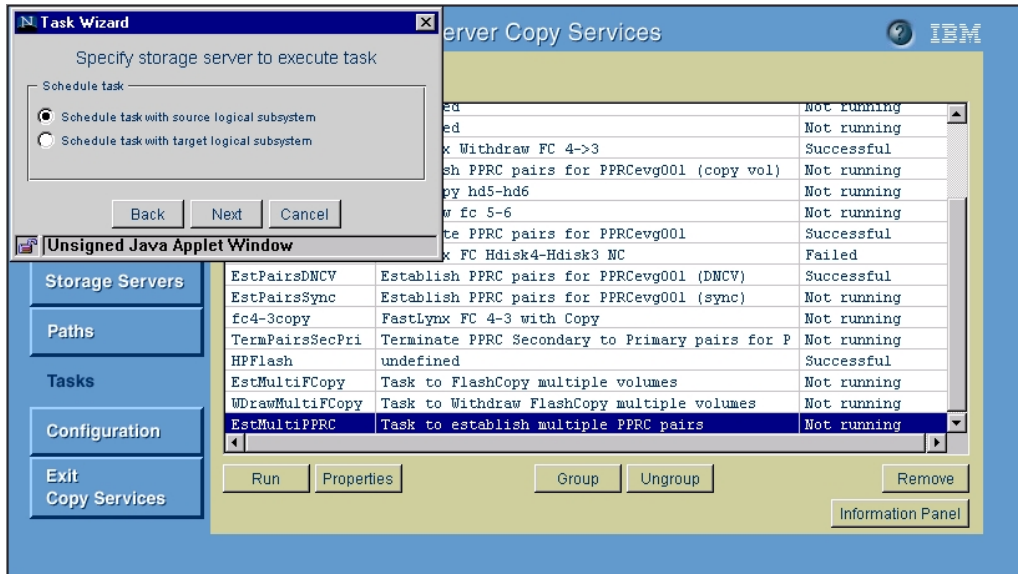 Task Wizard
erver Copy Services
IBM
Specify storage server to execute task
Schedule task
Schedule task with source logical subsystem
Schedule task with target logical subsystem
Back Next Cancel
Unsigned Java Applet Window
ed Not running
ed Not running
x Withdraw FC 4->3 Successful
sh PPRC pairs for PPRCevg001 (copy vol) Not running
py hd5-hd6 Not running
w fc 5-6 Not running
te PPRC pairs for PPRCevg001 Successful
x FC Hdisk4-Hdisk3 NC Failed
EstPairsDNCV Establish PPRC pairs for PPRCevg001 (DNCV) Successful
EstPairsSync Establish PPRC pairs for PPRCevg001 (sync) Not running
fc4-3copy FastLynx FC 4-3 with Copy Not running
TermPairsSecPri Terminate PPRC Secondary to Primary pairs for P Not running
HPFlash undefined Successful
EstMultiFCopy Task to FlashCopy multiple volumes Not running
WDrawMultiFCopy Task to Withdraw FlashCopy multiple volumes Not running
EstMultiPPRC Task to establish multiple PPRC pairs Not running
Storage Servers
Paths
Tasks
Configuration
Exit
Copy Services
Run Properties Group Ungroup Remove
Information Panel